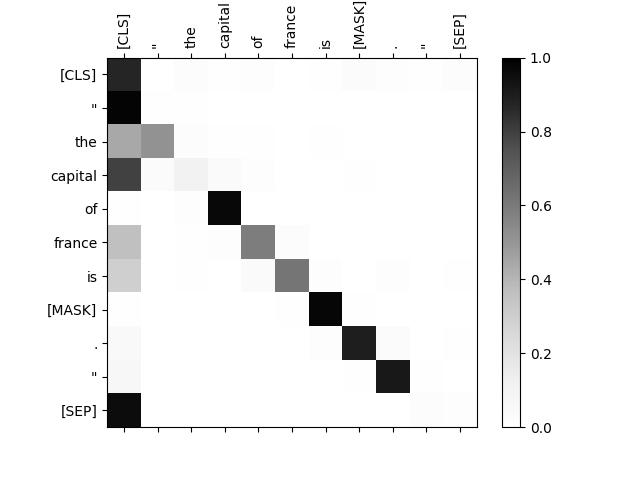 [CLS] " the capital of france is [MASK] . " [SEP]
[CLS]
"
the
capital
of
france
is
[MASK]
.
"
[SEP]
1.0
0.8
0.6
0.4
0.2
0.0